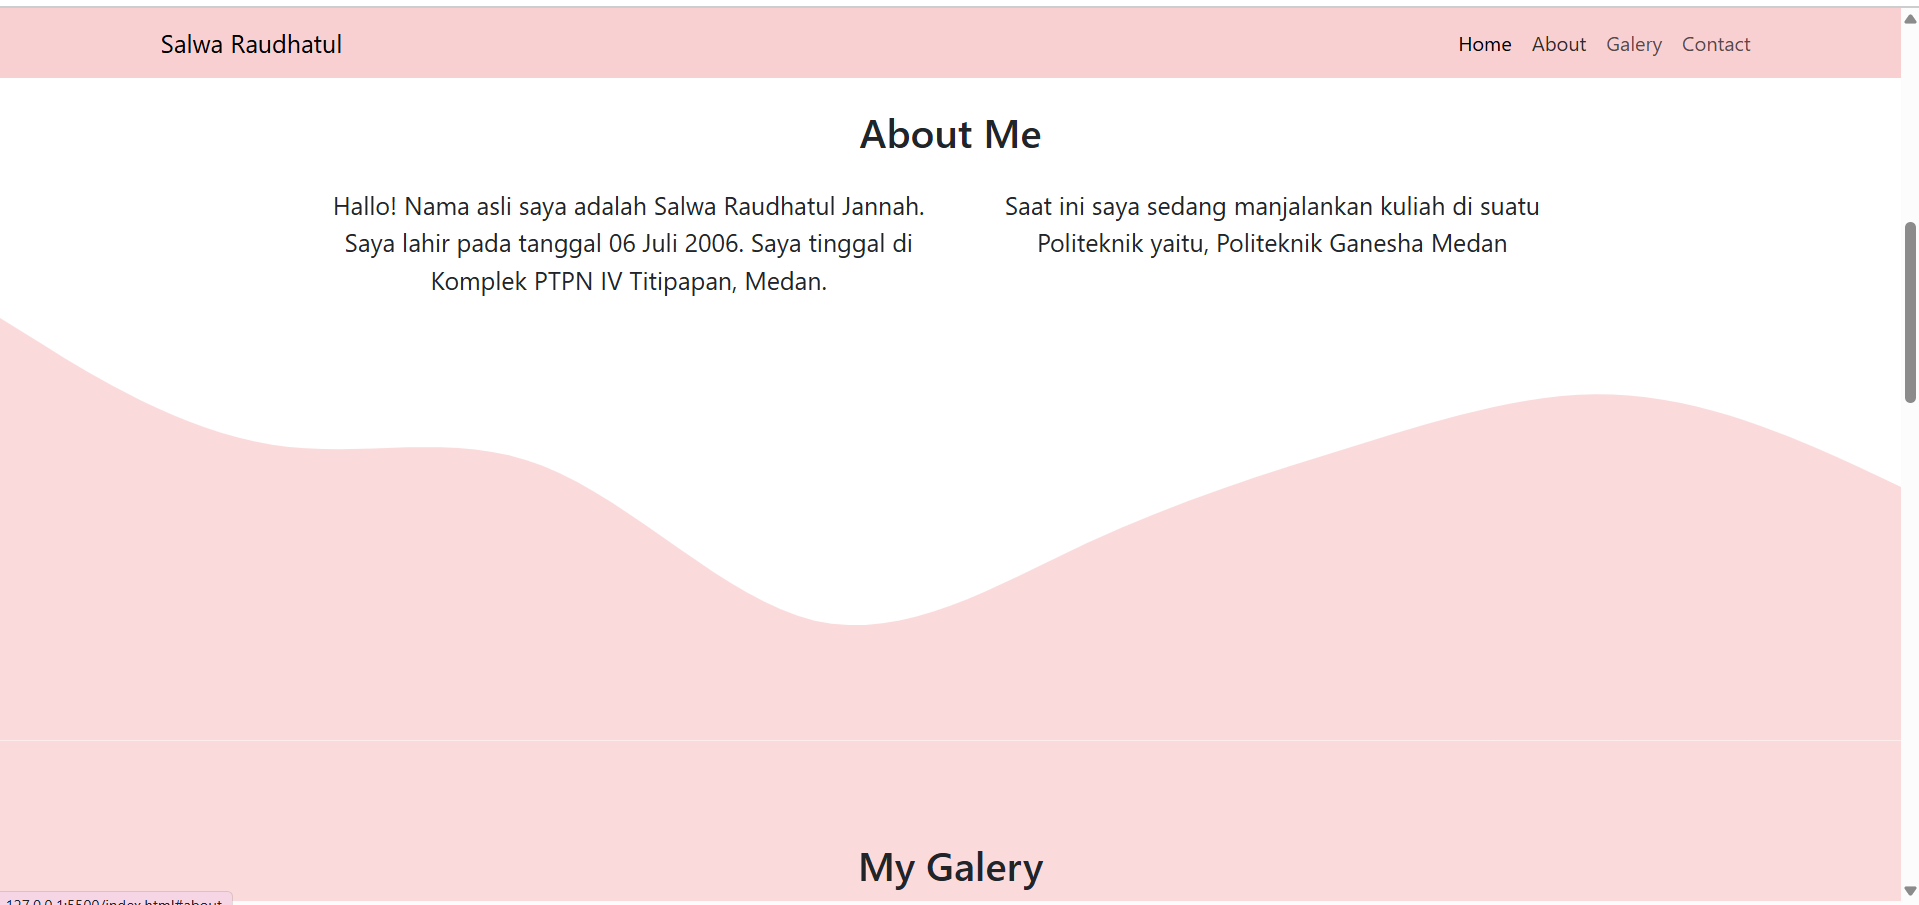 Salwa Raudhatul
Home About Galery Contact
About Me
Hallo! Nama asli saya adalah Salwa Raudhatul Jannah.
Saya lahir pada tanggal 06 Juli 2006. Saya tinggal di
Komplek PTPN IV Titipapan, Medan.
Saat ini saya sedang manjalankan kuliah di suatu
Politeknik yaitu, Politeknik Ganesha Medan
My Galery
127.0.0.1:5500/index.html#about